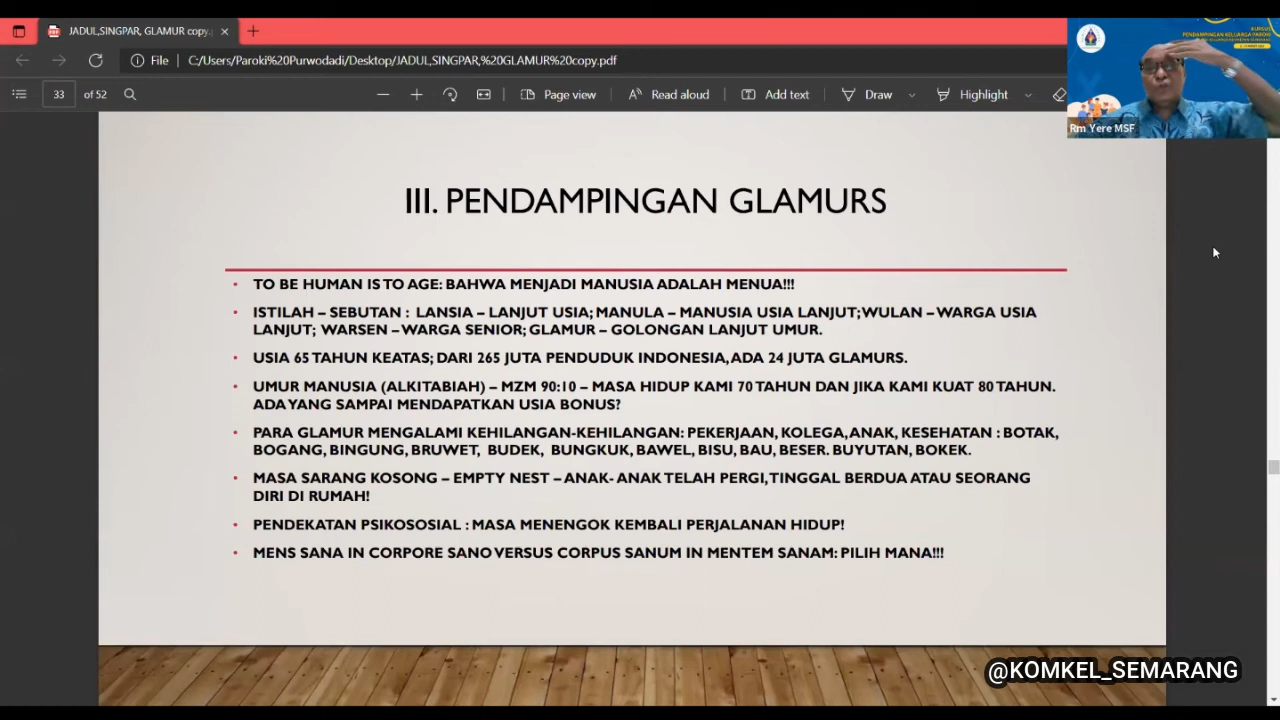 JADUL,SINGPAR, GLAMUR copy.
File C:/Users/Paroki%20Purwodadi/Desktop/JADUL,SINGPAR,%20GLAMUR%20copy.pdf
33 of 52 Page view Read aloud Add text Draw Highlight
KURSUS
PENDAMPINGAN KELUARGA PAROKI
Rm Yere MSF
III. PENDAMPINGAN GLAMURS
• TO BE HUMAN IS TO AGE: BAHWA MENJADI MANUSIA ADALAH MENUA!!!
• ISTILAH – SEBUTAN : LANSIA – LANJUT USIA; MANULA – MANUSIA USIA LANJUT;WULAN – WARGA USIA
LANJUT; WARSEN – WARGA SENIOR; GLAMUR – GOLONGAN LANJUT UMUR.
• USIA 65 TAHUN KEATAS; DARI 265 JUTA PENDUDUK INDONESIA, ADA 24 JUTA GLAMURS.
• UMUR MANUSIA (ALKITABIAH) – MZM 90:10 – MASA HIDUP KAMI 70 TAHUN DAN JIKA KAMI KUAT 80 TAHUN.
ADA YANG SAMPAI MENDAPATKAN USIA BONUS?
• PARA GLAMUR MENGALAMI KEHILANGAN-KEHILANGAN: PEKERJAAN, KOLEGA, ANAK, KESEHATAN : BOTAK,
BOGANG, BINGUNG, BRUWET, BUDEK, BUNGKUK, BAWEL, BISU, BAU, BESER. BUYUTAN, BOKEK.
• MASA SARANG KOSONG – EMPTY NEST – ANAK- ANAK TELAH PERGI, TINGGAL BERDUA ATAU SEORANG
DIRI DI RUMAH!
• PENDEKATAN PSIKOSOSIAL : MASA MENENGOK KEMBALI PERJALANAN HIDUP!
• MENS SANA IN CORPORE SANO VERSUS CORPUS SANUM IN MENTEM SANAM: PILIH MANA!!!
@KOMKEL_SEMARANG